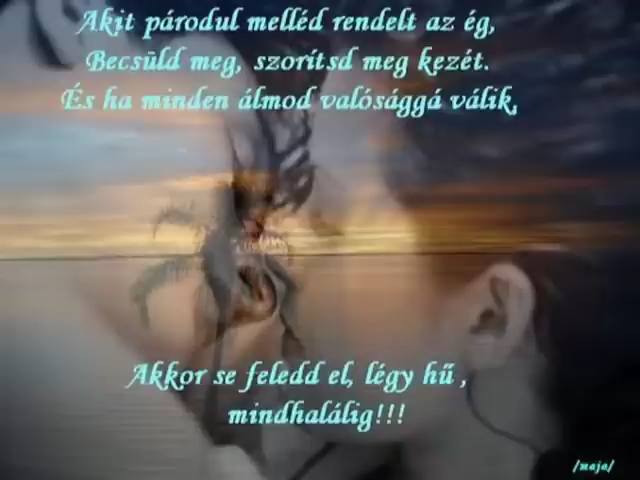 Akit párodul melléd rendelt az ég,
Becsüld meg, szorítsd meg kezét.
És ha minden álmod valósággá válik,
Akkor se feledd el, légy hű ,
mindhalálig!!!
/maja/